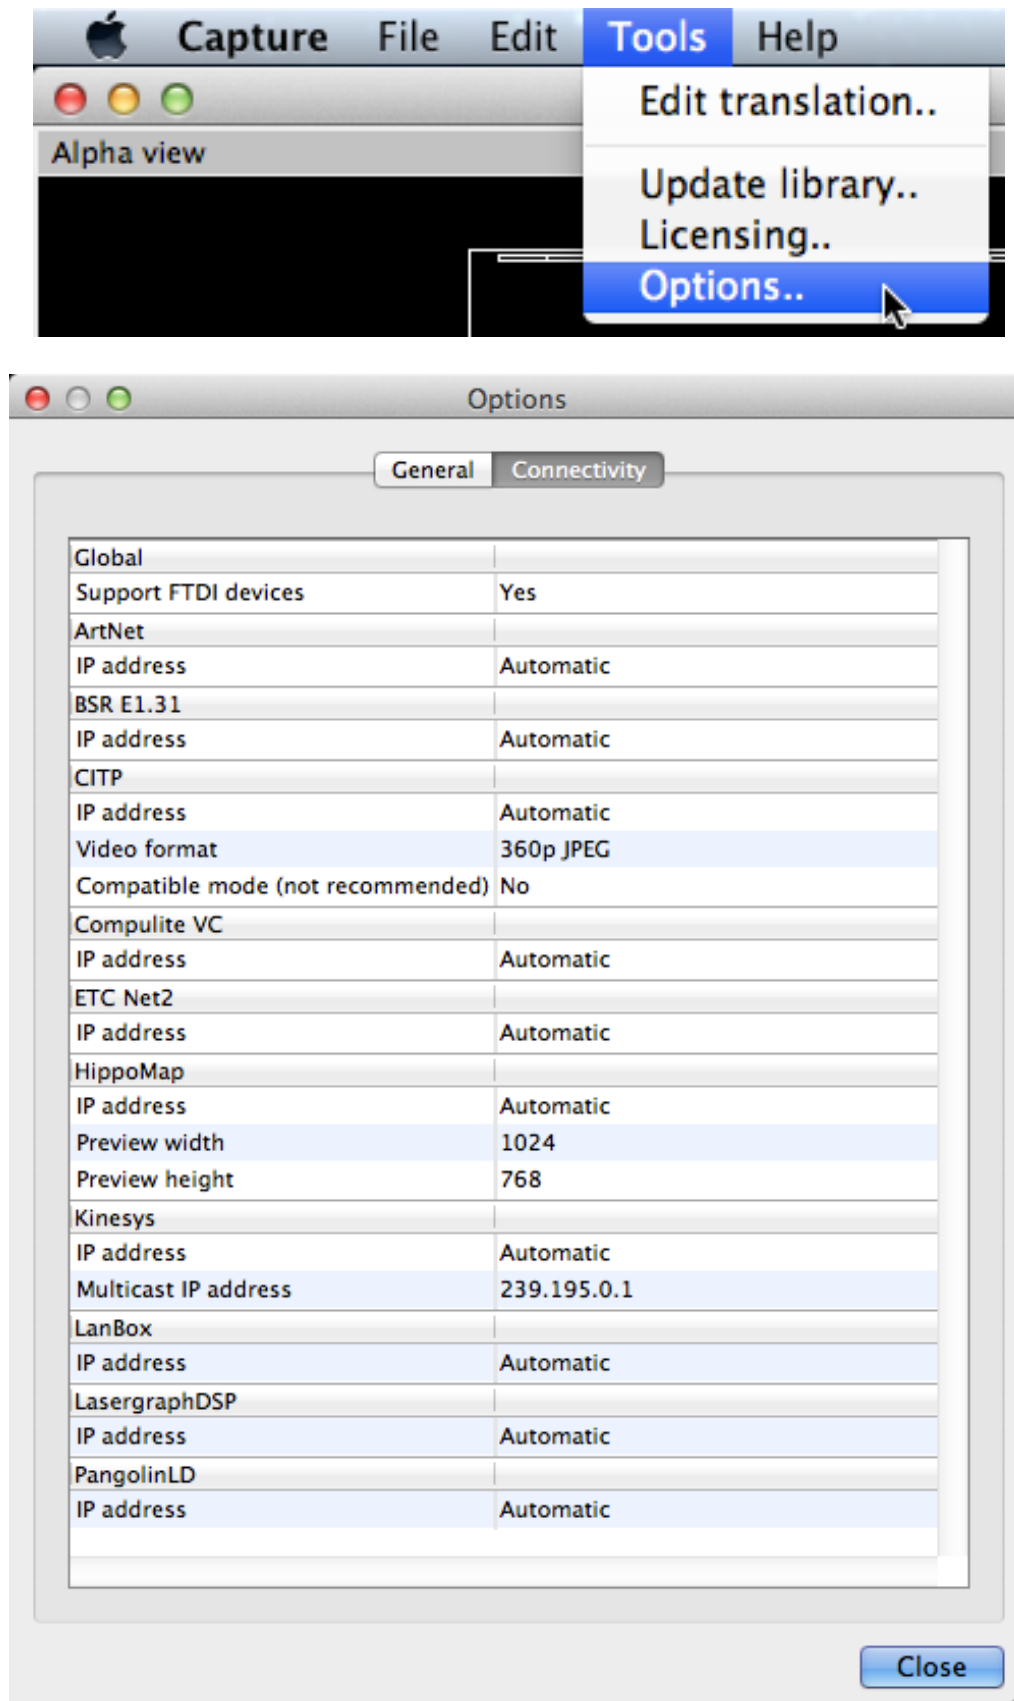 Capture File Edit Tools Help
Edit translation..
Alpha view
Update library..
Licensing..
Options..
Options
General Connectivity
Global
Support FTDI devices Yes
ArtNet
IP address Automatic
BSR E1.31
IP address Automatic
CITP
IP address Automatic
Video format 360p JPEG
Compatible mode (not recommended) No
Compulite VC
IP address Automatic
ETC Net2
IP address Automatic
HippoMap
IP address Automatic
Preview width 1024
Preview height 768
Kinesys
IP address Automatic
Multicast IP address 239.195.0.1
LanBox
IP address Automatic
LasergraphDSP
IP address Automatic
PangolinLD
IP address Automatic
Close